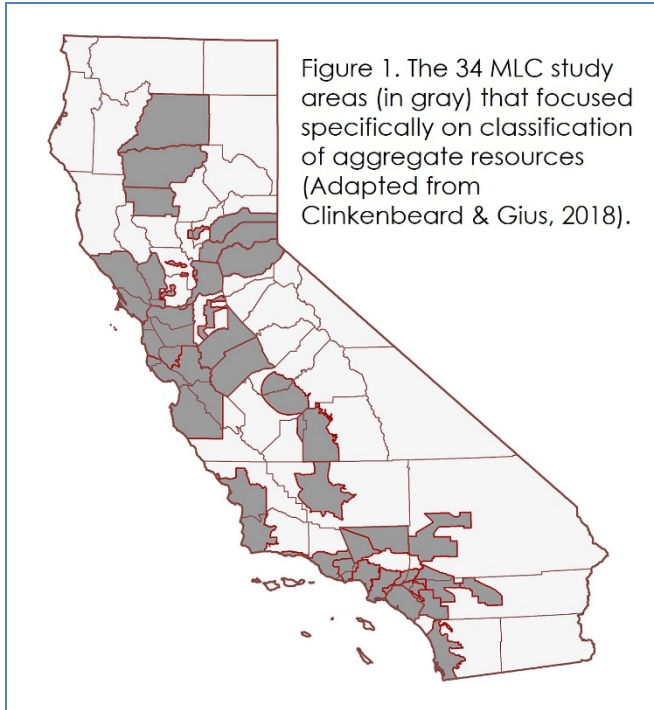 Figure 1. The 34 MLC study
areas (in gray) that focused
specifically on classification
of aggregate resources
(Adapted from
Clinkenbeard & Gius, 2018).